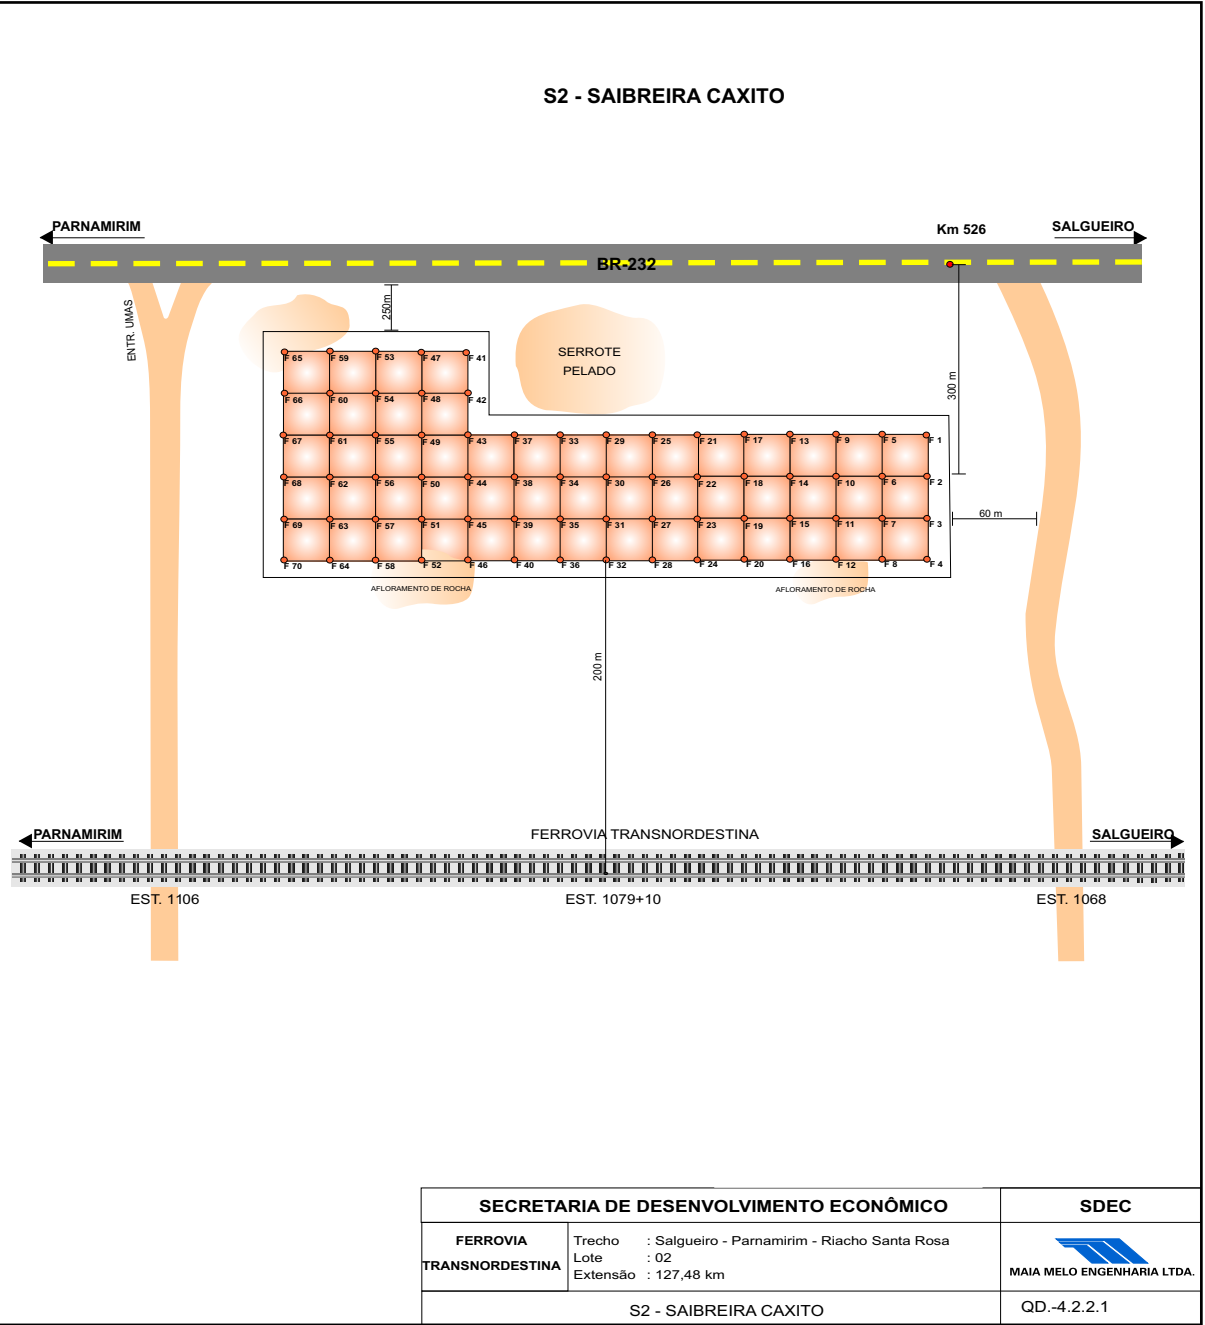 S2 - SAIBREIRA CAXITO
PARNAMIRIM
Km 526
SALGUEIRO
BR-232
ENTR. UMAS
250m
SERROTE
PELADO
300 m
F 65 F 59 F 53 F 47 F 41
F 66 F 60 F 54 F 48 F 42
F 67 F 61 F 55 F 49 F 43 F 37 F 33 F 29 F 25 F 21 F 17 F 13 F 9 F 5 F 1
F 68 F 62 F 56 F 50 F 44 F 38 F 34 F 30 F 26 F 22 F 18 F 14 F 10 F 6 F 2
F 69 F 63 F 57 F 51 F 45 F 39 F 35 F 31 F 27 F 23 F 19 F 15 F 11 F 7 F 3
60 m
F 70 F 64 F 58 F 52 F 46 F 40 F 36 F 32 F 28 F 24 F 20 F 16 F 12 F 8 F 4
AFLORAMENTO DE ROCHA
AFLORAMENTO DE ROCHA
200 m
PARNAMIRIM
FERROVIA TRANSNORDESTINA
SALGUEIRO
EST. 1106
EST. 1079+10
EST. 1068
SECRETARIA DE DESENVOLVIMENTO ECONÔMICO
SDEC
FERROVIA
TRANSNORDESTINA
Trecho : Salgueiro - Parnamirim - Riacho Santa Rosa
Lote : 02
Extensão : 127,48 km
MAIA MELO ENGENHARIA LTDA.
S2 - SAIBREIRA CAXITO
QD.-4.2.2.1